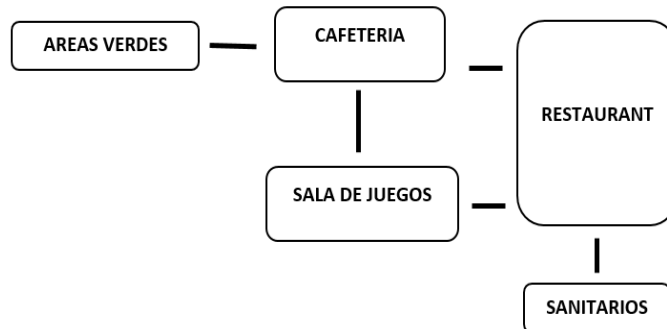 AREAS VERDES
CAFETERIA
RESTAURANT
SALA DE JUEGOS
SANITARIOS